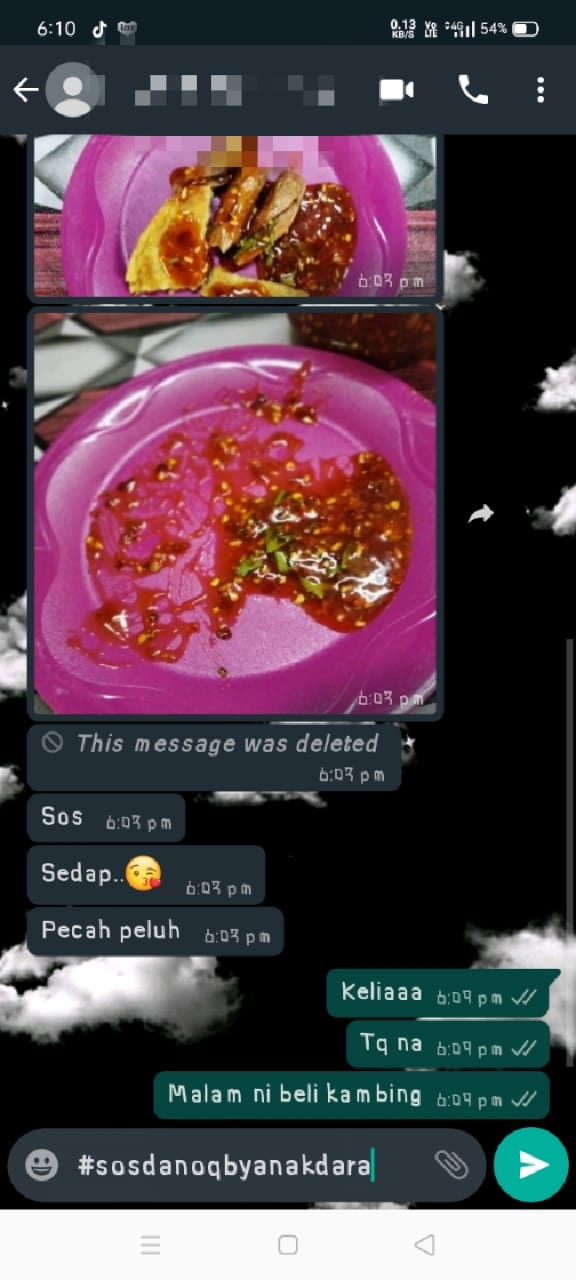 6:10
0.13 KB/S
Vo LTE
4G
54%
6:03 pm
6:03 pm
This message was deleted
6:03 pm
Sos 6:03 pm
Sedap..😘 6:03 pm
Pecah peluh 6:03 pm
Keliaaa 6:09 pm
Tq na 6:09 pm
Malam ni beli kambing 6:09 pm
#sosdanoqbyanakdara